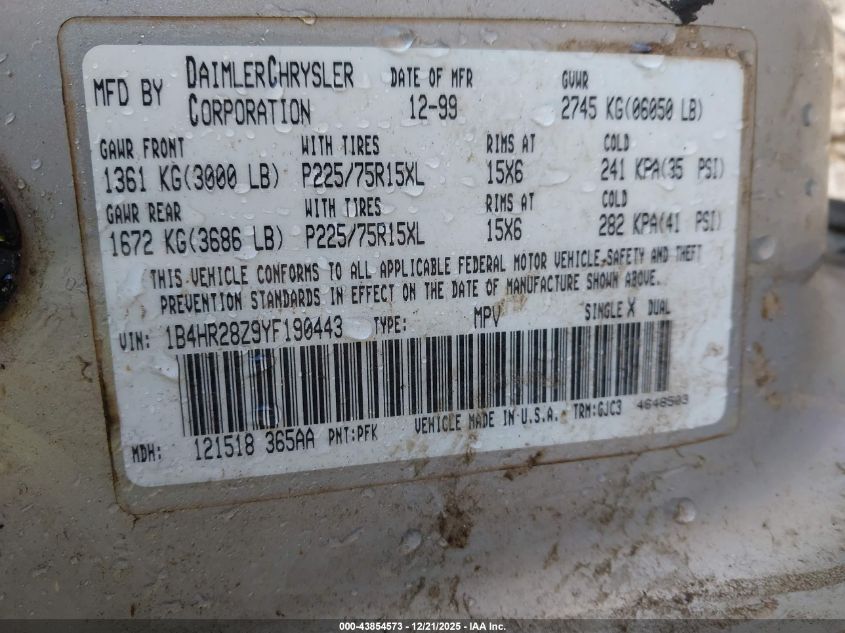 MFD BY DAIMLERCHRYSLER CORPORATION DATE OF MFR 12-99 GVWR 2745 KG(06050 LB)
GAWR FRONT WITH TIRES RIMS AT COLD
1361 KG(3000 LB) P225/75R15XL 15X6 241 KPA(35 PSI)
GAWR REAR WITH TIRES RIMS AT COLD
1672 KG(3686 LB) P225/75R15XL 15X6 282 KPA(41 PSI)
THIS VEHICLE CONFORMS TO ALL APPLICABLE FEDERAL MOTOR VEHICLE SAFETY AND THEFT
PREVENTION STANDARDS IN EFFECT ON THE DATE OF MANUFACTURE SHOWN ABOVE.
VIN: 1B4HR28Z9YF190443 TYPE: MPV SINGLE X DUAL
MDH: 121518 365AA PNT:PFK VEHICLE MADE IN U.S.A. TRM:GJC3 4648503
000-43854573 - 12/21/2025 - IAA Inc.